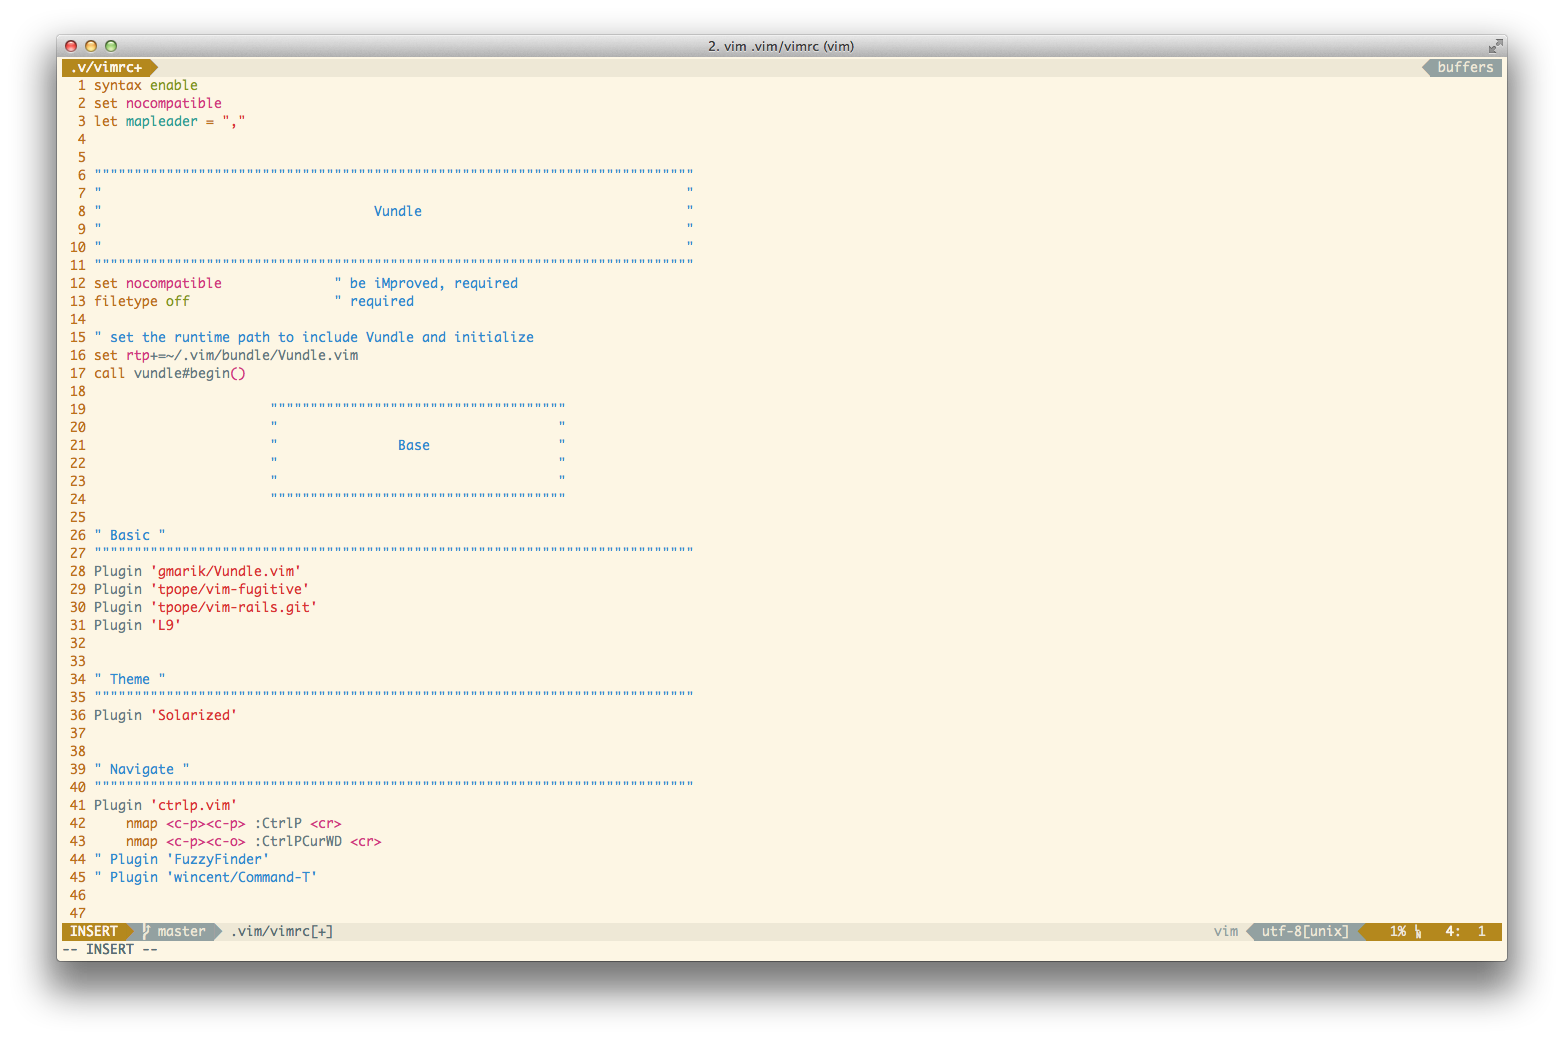 2. vim .vim/vimrc (vim)
.v/vimrc+ buffers
1 syntax enable
2 set nocompatible
3 let mapleader = ","
4
5
6 """""""""""""""""""""""""""""""""""""""""""""""""""""""""""""""""""""""""""
7 " "
8 " Vundle "
9 " "
10 " "
11 """""""""""""""""""""""""""""""""""""""""""""""""""""""""""""""""""""""""""
12 set nocompatible " be iMproved, required
13 filetype off " required
14
15 " set the runtime path to include Vundle and initialize
16 set rtp+=~/.vim/bundle/Vundle.vim
17 call vundle#begin()
18
19 """""""""""""""""""""""""""""""""""""
20 " "
21 " Base "
22 " "
23 " "
24 """""""""""""""""""""""""""""""""""""
25
26 " Basic "
27 """""""""""""""""""""""""""""""""""""""""""""""""""""""""""""""""""""""""""
28 Plugin 'gmarik/Vundle.vim'
29 Plugin 'tpope/vim-fugitive'
30 Plugin 'tpope/vim-rails.git'
31 Plugin 'L9'
32
33
34 " Theme "
35 """""""""""""""""""""""""""""""""""""""""""""""""""""""""""""""""""""""""""
36 Plugin 'Solarized'
37
38
39 " Navigate "
40 """""""""""""""""""""""""""""""""""""""""""""""""""""""""""""""""""""""""""
41 Plugin 'ctrlp.vim'
42 nmap <c-p><c-p> :CtrlP <cr>
43 nmap <c-p><c-o> :CtrlPCurWD <cr>
44 " Plugin 'FuzzyFinder'
45 " Plugin 'wincent/Command-T'
46
47
INSERT master .vim/vimrc[+] vim utf-8[unix] 1% 4: 1
-- INSERT --